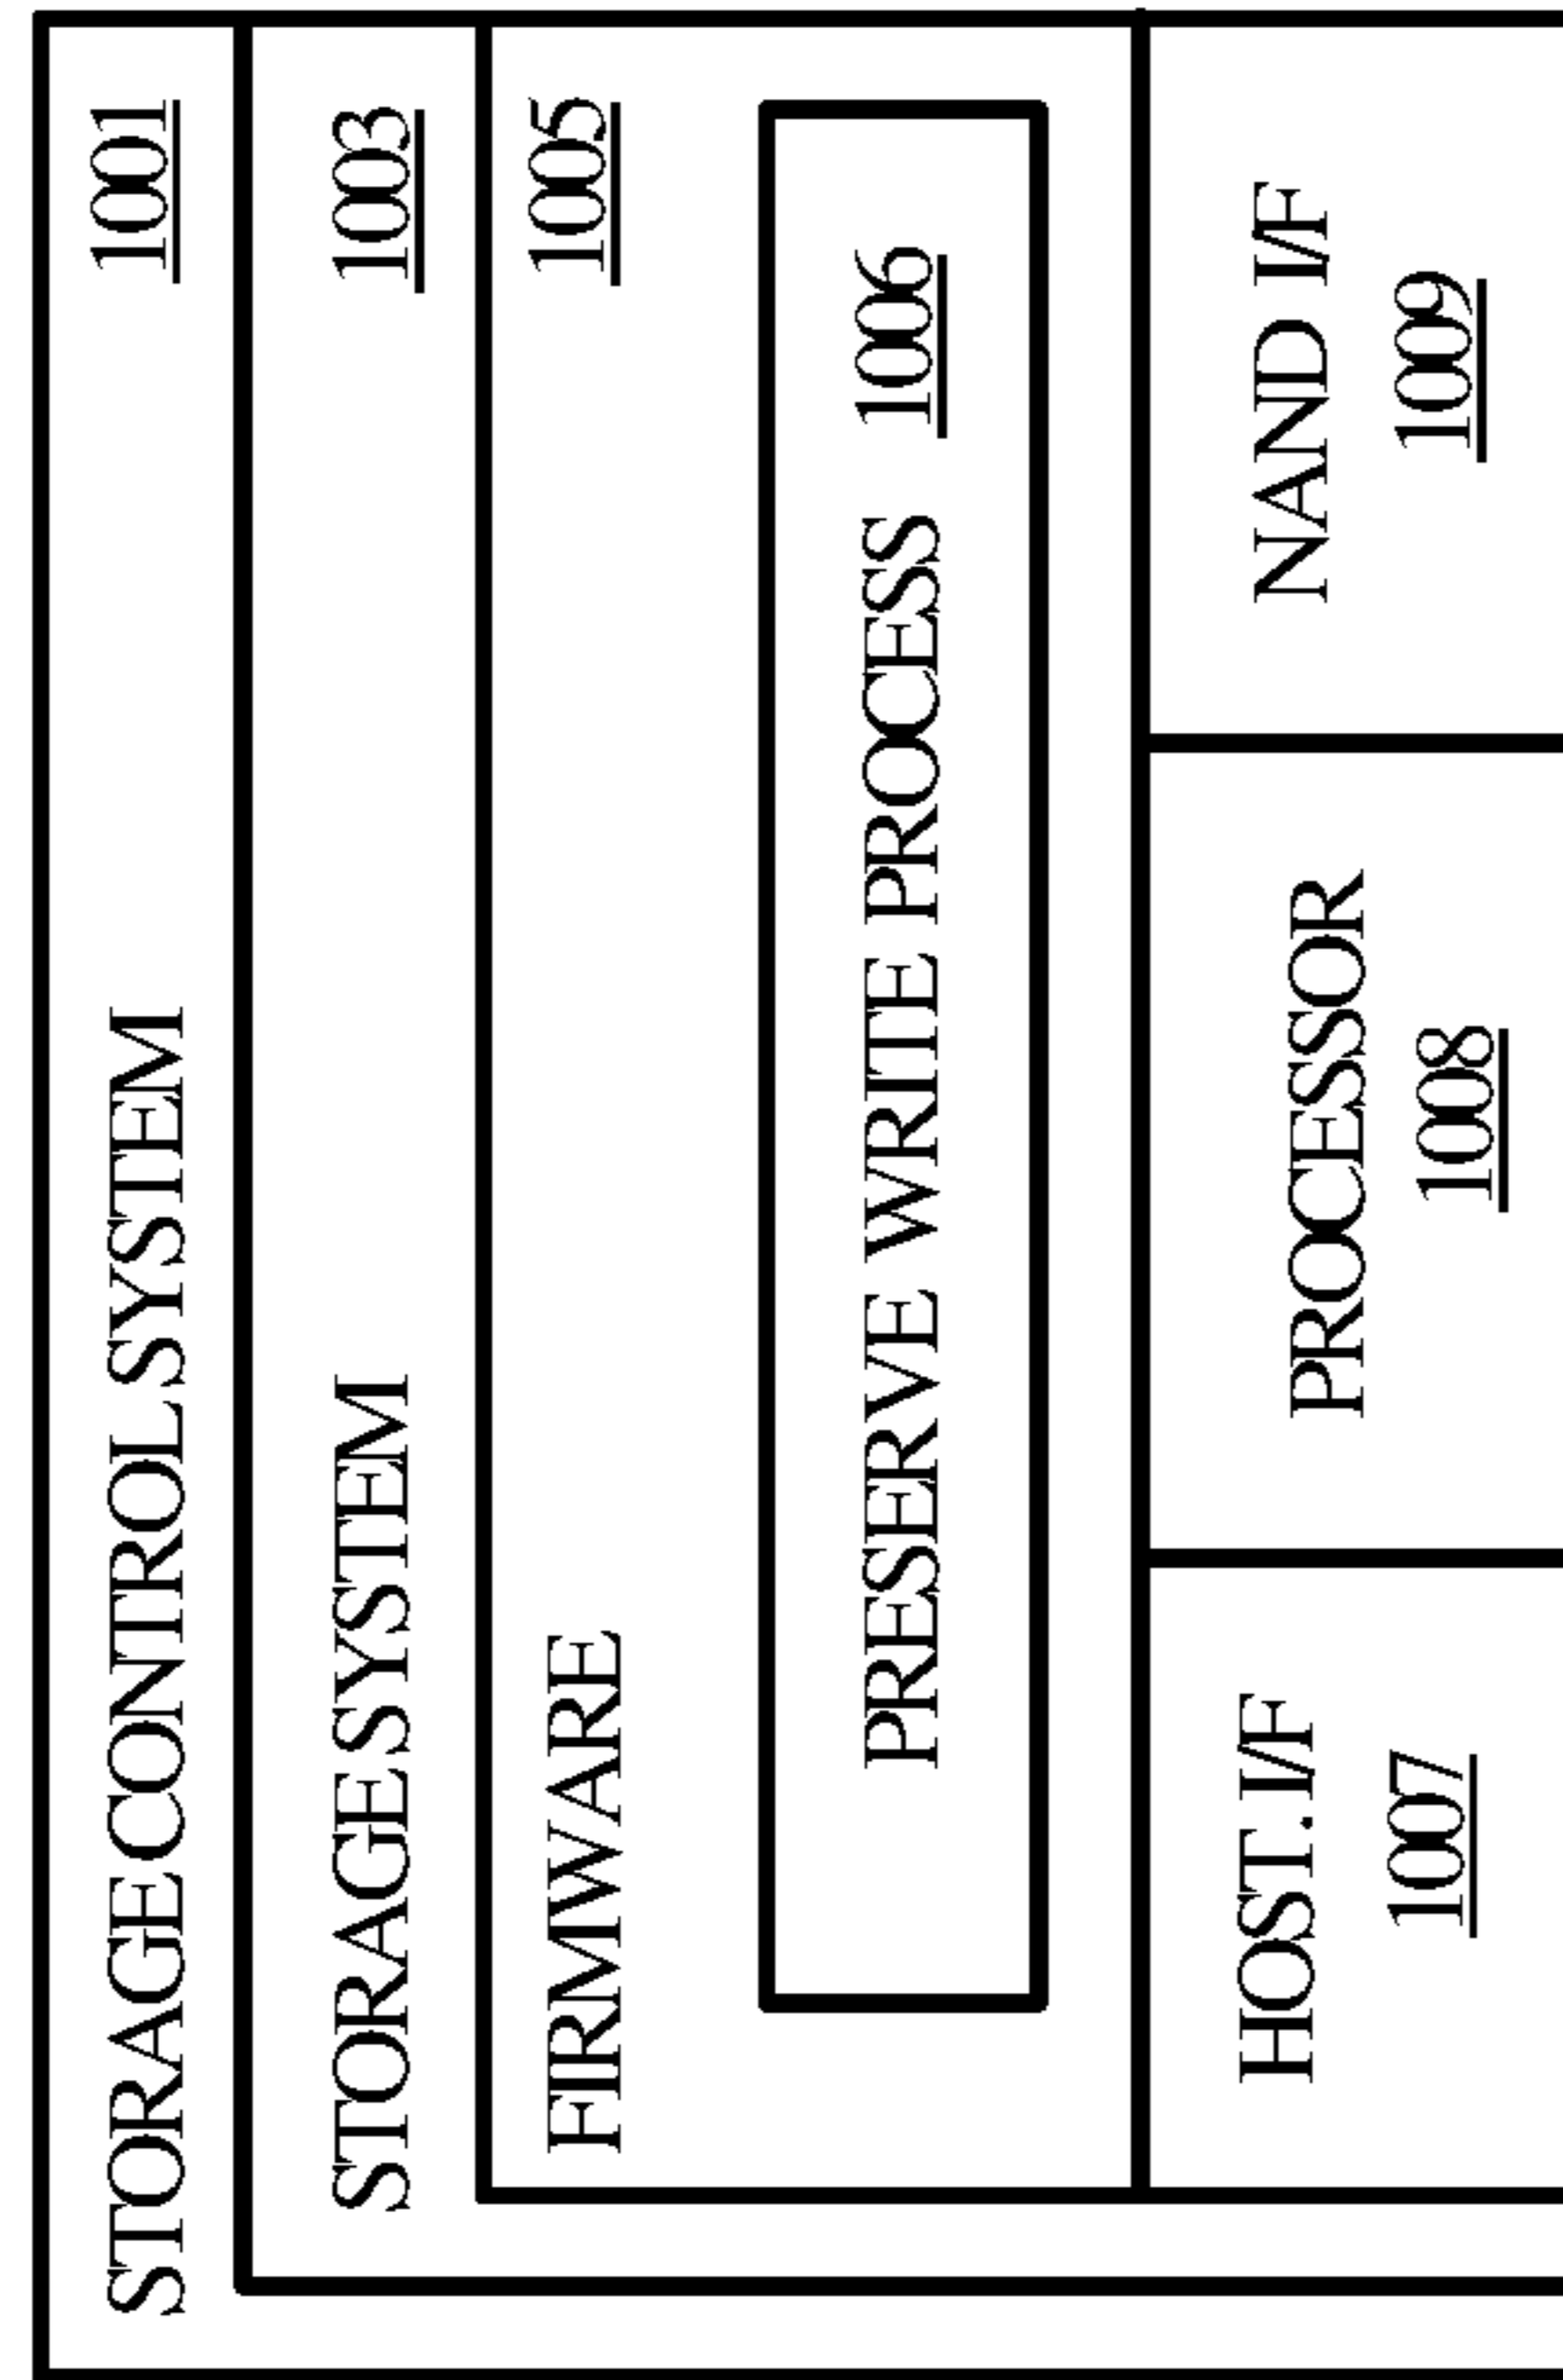 STORAGE CONTROL SYSTEM 1001
STORAGE SYSTEM 1003
FIRMWARE 1005
PRESERVE WRITE PROCESS 1006
HOST. I/F
1007
PROCESSOR
1008
NAND I/F
1009